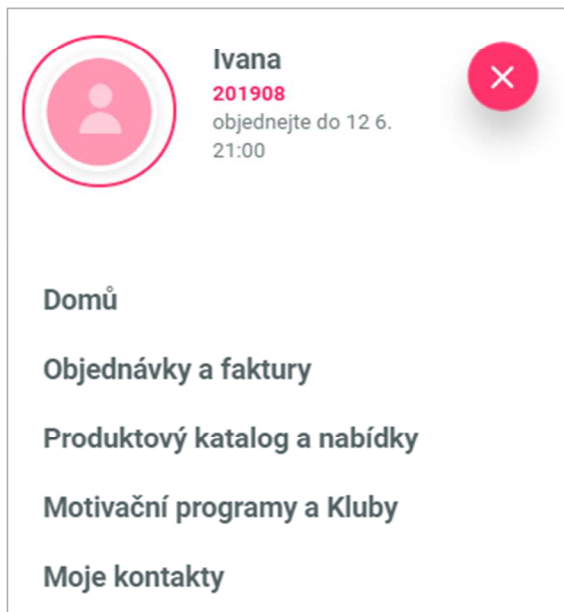 Ivana
201908
objednejte do 12 6.
21:00
Domů
Objednávky a faktury
Produktový katalog a nabídky
Motivační programy a Kluby
Moje kontakty